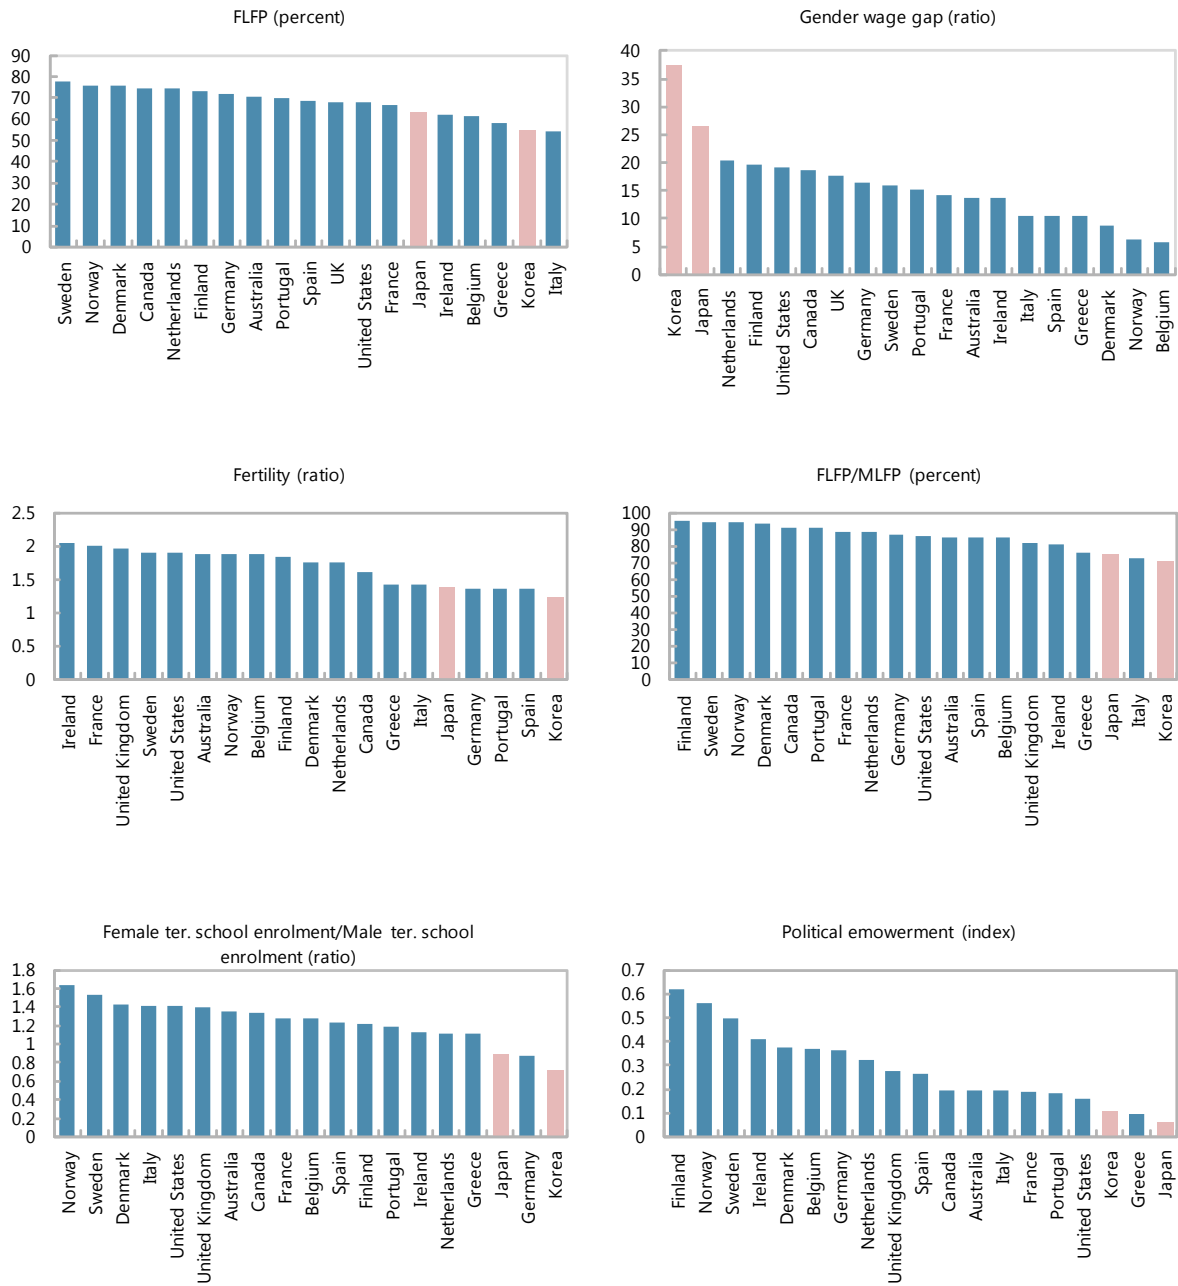 FLFP (percent)
90
80
70
60
50
40
30
20
10
0
Sweden
Norway
Denmark
Canada
Netherlands
Finland
Germany
Australia
Portugal
Spain
UK
United States
France
Japan
Ireland
Belgium
Greece
Korea
Italy
Gender wage gap (ratio)
40
35
30
25
20
15
10
5
0
Korea
Japan
Netherlands
Finland
United States
Canada
UK
Germany
Sweden
Portugal
France
Australia
Ireland
Italy
Spain
Greece
Denmark
Norway
Belgium
Fertility (ratio)
2.5
2
1.5
1
0.5
0
Ireland
France
United Kingdom
Sweden
United States
Australia
Norway
Belgium
Finland
Denmark
Netherlands
Canada
Greece
Italy
Japan
Germany
Portugal
Spain
Korea
FLFP/MLFP (percent)
100
90
80
70
60
50
40
30
20
10
0
Finland
Sweden
Norway
Denmark
Canada
Portugal
France
Netherlands
Germany
United States
Australia
Spain
Belgium
United Kingdom
Ireland
Greece
Japan
Italy
Korea
Female ter. school enrolment/Male ter. school
enrolment (ratio)
1.8
1.6
1.4
1.2
1
0.8
0.6
0.4
0.2
0
Norway
Sweden
Denmark
Italy
United States
United Kingdom
Australia
Canada
France
Belgium
Spain
Finland
Portugal
Ireland
Netherlands
Greece
Japan
Germany
Korea
Political emowerment (index)
0.7
0.6
0.5
0.4
0.3
0.2
0.1
0
Finland
Norway
Sweden
Ireland
Denmark
Belgium
Germany
Netherlands
United Kingdom
Spain
Canada
Australia
Italy
France
Portugal
United States
Korea
Greece
Japan